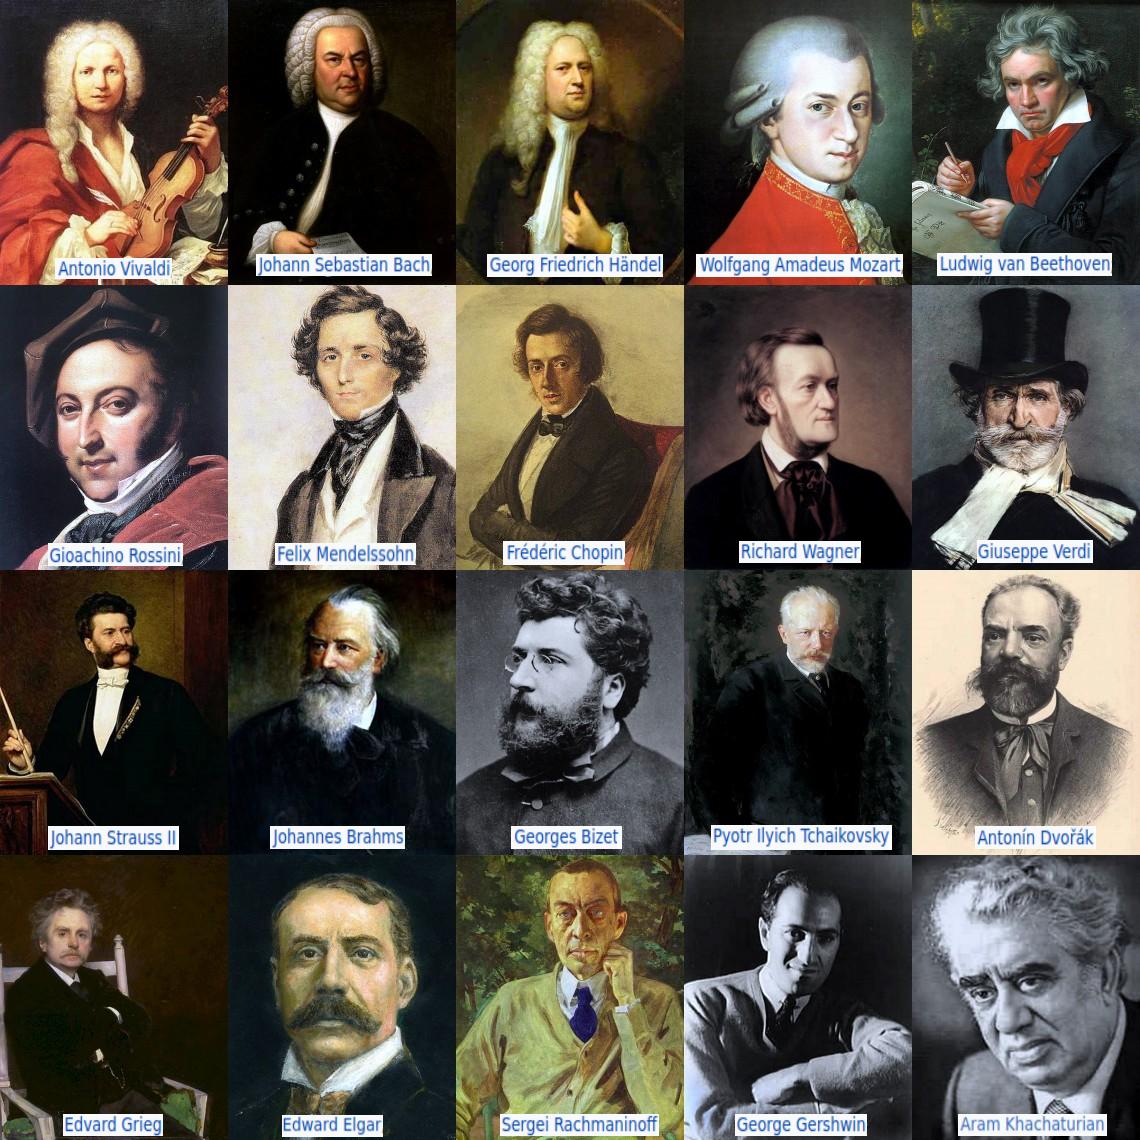 Antonio Vivaldi
Johann Sebastian Bach
Georg Friedrich Händel
Wolfgang Amadeus Mozart
Ludwig van Beethoven
Gioachino Rossini
Felix Mendelssohn
Frédéric Chopin
Richard Wagner
Giuseppe Verdi
Johann Strauss II
Johannes Brahms
Georges Bizet
Pyotr Ilyich Tchaikovsky
Antonín Dvořák
Edvard Grieg
Edward Elgar
Sergei Rachmaninoff
George Gershwin
Aram Khachaturian